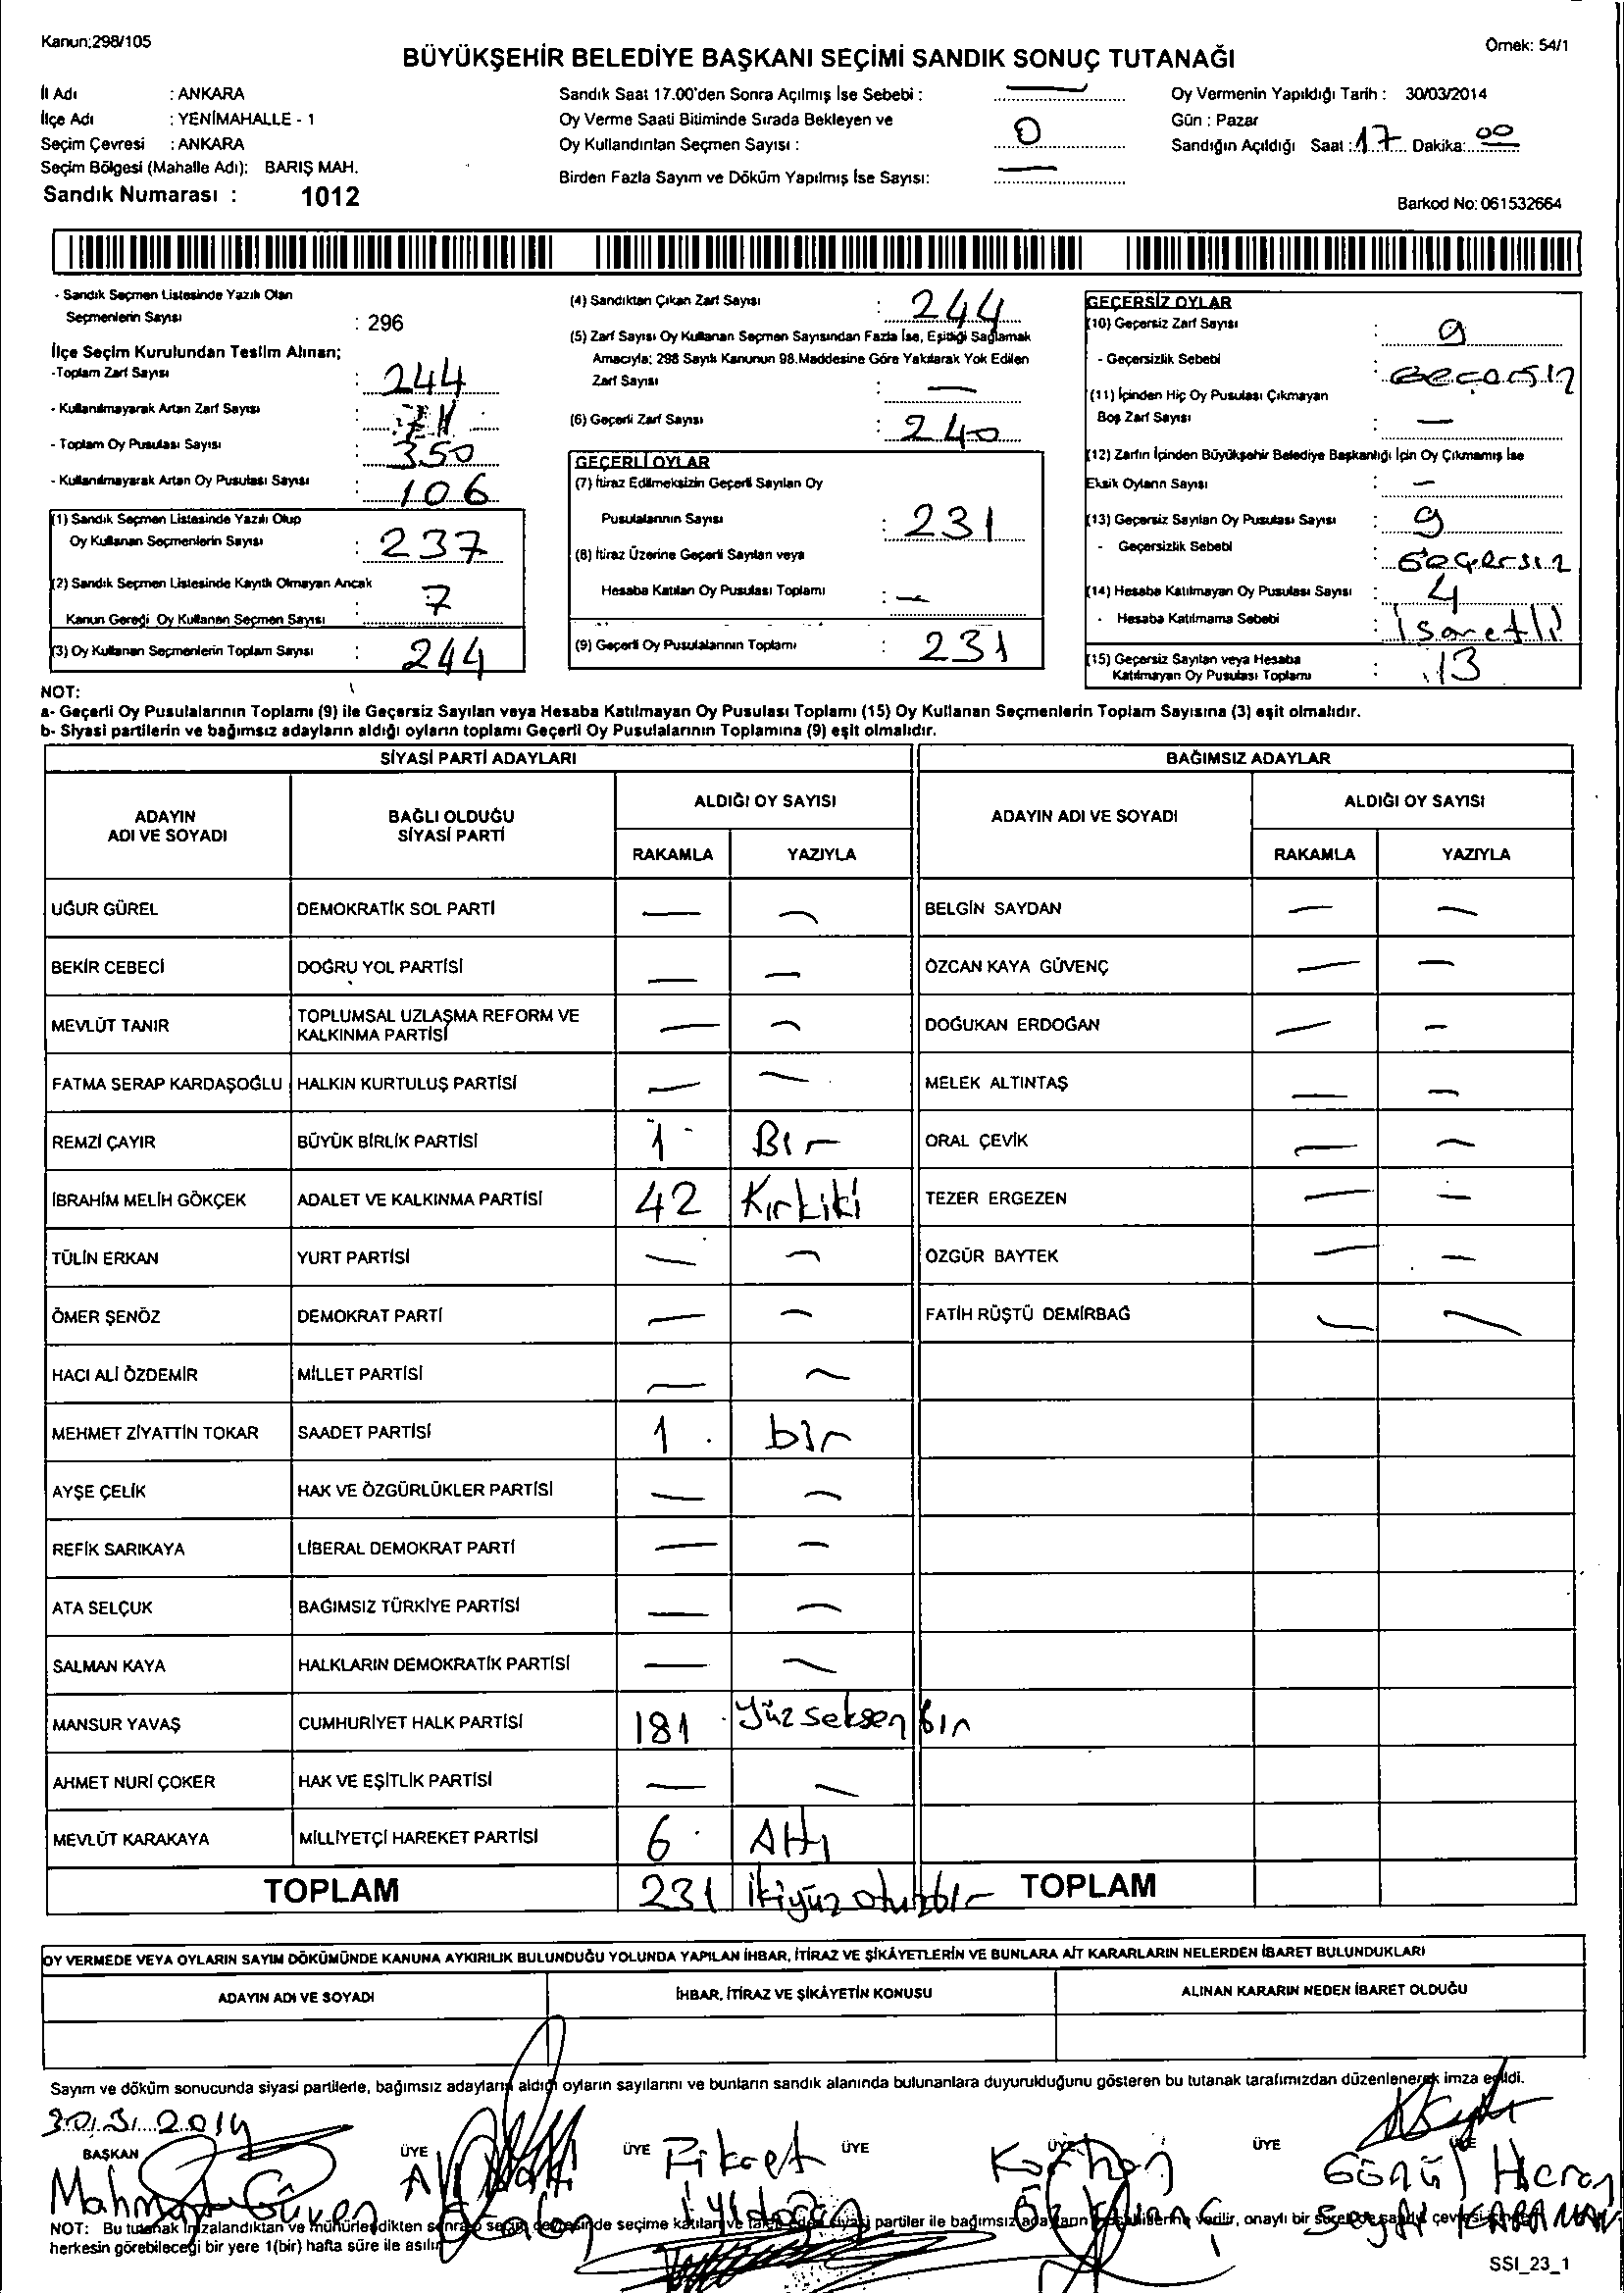 Kanun:298/105
Örnek: 54/1
BÜYÜKŞEHİR BELEDİYE BAŞKANI SEÇİMİ SANDIK SONUÇ TUTANAĞI
İl Adı : ANKARA
İlçe Adı : YENİMAHALLE - 1
Seçim Çevresi : ANKARA
Seçim Bölgesi (Mahalle Adı): BARIŞ MAH.
Sandık Numarası : 1012
Sandık Saat 17.00'den Sonra Açılmış İse Sebebi : —
Oy Verme Saati Bitiminde Sırada Bekleyen ve
Oy Kullandırılan Seçmen Sayısı : 0
Birden Fazla Sayım ve Döküm Yapılmış İse Sayısı: —
Oy Vermenin Yapıldığı Tarih : 30/03/2014
Gün : Pazar
Sandığın Açıldığı Saat : 17 Dakika: 00
Barkod No: 061532664
- Sandık Seçmen Listesinde Yazılı Olan
Seçmenlerin Sayısı : 296
İlçe Seçim Kurulundan Teslim Alınan;
-Toplam Zarf Sayısı : 244
- Kullanılmayarak Artan Zarf Sayısı :
- Toplam Oy Pusulası Sayısı : 350
- Kullanılmayarak Artan Oy Pusulası Sayısı : 106
(1) Sandık Seçmen Listesinde Yazılı Olup
Oy Kullanan Seçmenlerin Sayısı : 237
(2) Sandık Seçmen Listesinde Kayıtlı Olmayan Ancak
Kanun Gereği Oy Kullanan Seçmen Sayısı : 7
(3) Oy Kullanan Seçmenlerin Toplam Sayısı : 244
(4) Sandıktan Çıkan Zarf Sayısı : 244
(5) Zarf Sayısı Oy Kullanan Seçmen Sayısından Fazla İse, Eşitliği Sağlamak
Amacıyla; 298 Sayılı Kanunun 98.Maddesine Göre Yakılarak Yok Edilen
Zarf Sayısı : —
(6) Geçerli Zarf Sayısı : 240
GEÇERLİ OYLAR
(7) İtiraz Edilmeksizin Geçerli Sayılan Oy
Pusulalarının Sayısı : 231
(8) İtiraz Üzerine Geçerli Sayılan veya
Hesaba Katılan Oy Pusulası Toplamı : —
(9) Geçerli Oy Pusulalarının Toplamı : 231
GEÇERSİZ OYLAR
(10) Geçersiz Zarf Sayısı : 9
- Geçersizlik Sebebi : Geçersiz
(11) İçinden Hiç Oy Pusulası Çıkmayan
Boş Zarf Sayısı : —
(12) Zarfın İçinden Büyükşehir Belediye Başkanlığı İçin Oy Çıkmamış İse
Eksik Oyların Sayısı : —
(13) Geçersiz Sayılan Oy Pusulası Sayısı : 9
- Geçersizlik Sebebi : Geçersiz
(14) Hesaba Katılmayan Oy Pusulası Sayısı : 4
- Hesaba Katılmama Sebebi : İşaretli
(15) Geçersiz Sayılan veya Hesaba
Katılmayan Oy Pusulası Toplamı : 13
NOT:
a- Geçerli Oy Pusulalarının Toplamı (9) ile Geçersiz Sayılan veya Hesaba Katılmayan Oy Pusulası Toplamı (15) Oy Kullanan Seçmenlerin Toplam Sayısına (3) eşit olmalıdır.
b- Siyasi partilerin ve bağımsız adayların aldığı oyların toplamı Geçerli Oy Pusulalarının Toplamına (9) eşit olmalıdır.
SİYASİ PARTİ ADAYLARI BAĞIMSIZ ADAYLAR
ADAYIN ADI VE SOYADI BAĞLI OLDUĞU SİYASİ PARTİ ALDIĞI OY SAYISI ADAYIN ADI VE SOYADI ALDIĞI OY SAYISI
RAKAMLA YAZIYLA RAKAMLA YAZIYLA
UĞUR GÜREL DEMOKRATİK SOL PARTİ — — BELGİN SAYDAN — —
BEKİR CEBECİ DOĞRU YOL PARTİSİ — — ÖZCAN KAYA GÜVENÇ — —
MEVLÜT TANIR TOPLUMSAL UZLAŞMA REFORM VE KALKINMA PARTİSİ — — DOĞUKAN ERDOĞAN — —
FATMA SERAP KARDAŞOĞLU HALKIN KURTULUŞ PARTİSİ — — MELEK ALTINTAŞ — —
REMZİ ÇAYIR BÜYÜK BİRLİK PARTİSİ 1 Bir ORAL ÇEVİK — —
İBRAHİM MELİH GÖKÇEK ADALET VE KALKINMA PARTİSİ 42 Kırkiki TEZER ERGEZEN — —
TÜLİN ERKAN YURT PARTİSİ — — ÖZGÜR BAYTEK — —
ÖMER ŞENÖZ DEMOKRAT PARTİ — — FATİH RÜŞTÜ DEMİRBAĞ — —
HACI ALİ ÖZDEMİR MİLLET PARTİSİ — —
MEHMET ZİYATTİN TOKAR SAADET PARTİSİ 1 bir
AYŞE ÇELİK HAK VE ÖZGÜRLÜKLER PARTİSİ — —
REFİK SARIKAYA LİBERAL DEMOKRAT PARTİ — —
ATA SELÇUK BAĞIMSIZ TÜRKİYE PARTİSİ — —
SALMAN KAYA HALKLARIN DEMOKRATİK PARTİSİ — —
MANSUR YAVAŞ CUMHURİYET HALK PARTİSİ 181 Yüzseksen bir
AHMET NURİ ÇOKER HAK VE EŞİTLİK PARTİSİ — —
MEVLÜT KARAKAYA MİLLİYETÇİ HAREKET PARTİSİ 6 Altı
TOPLAM 231 ikiyüz otuzbir TOPLAM
OY VERMEDE VEYA OYLARIN SAYIM DÖKÜMÜNDE KANUNA AYKIRILIK BULUNDUĞU YOLUNDA YAPILAN İHBAR, İTİRAZ VE ŞİKÂYETLERİN VE BUNLARA AİT KARARLARIN NELERDEN İBARET BULUNDUKLARI
ADAYIN ADI VE SOYADI İHBAR, İTİRAZ VE ŞİKÂYETİN KONUSU ALINAN KARARIN NEDEN İBARET OLDUĞU
Sayım ve döküm sonucunda siyasi partilerle, bağımsız adayların aldığı oyların sayılarını ve bunların sandık alanında bulunanlara duyurulduğunu gösteren bu tutanak tarafımızdan düzenlenerek imza edildi.
30.3.2014
BAŞKAN ÜYE ÜYE ÜYE ÜYE ÜYE ÜYE
Mahmut Güven Fikret Korhan Gönül
Seyit KARAMAN
NOT: Bu tutanak imzalandıktan ve mühürlendikten sonra seçime katılan siyasi partiler ile bağımsız verilir, onaylı bir
herkesin görebileceği bir yere 1(bir) hafta süre ile asılır
SSI_23_1